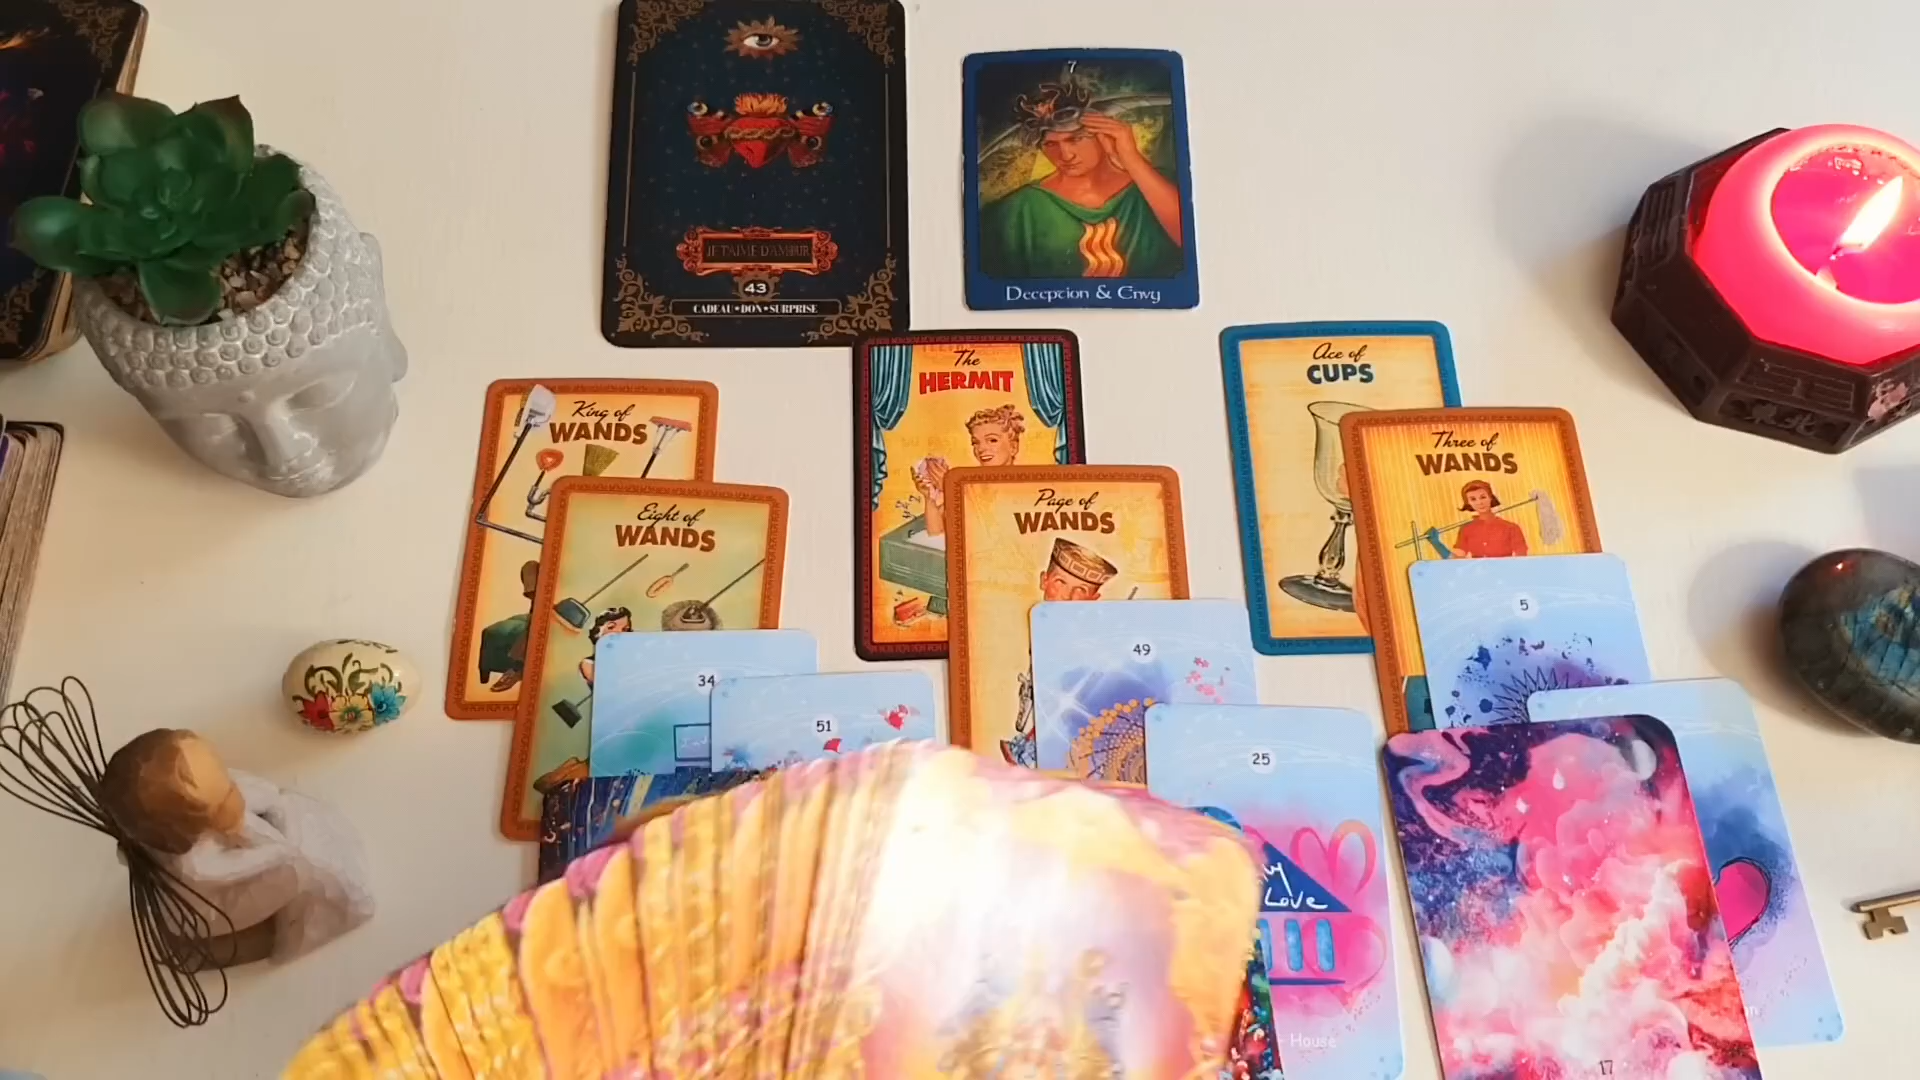 JE T'AIME D'AMOUR
43
CADEAU • DON • SURPRISE
7
Deception & Envy
The
HERMIT
Ace of
CUPS
King of
WANDS
Three of
WANDS
Eight of
WANDS
Page of
WANDS
5
49
34
51
25
Love
House
17